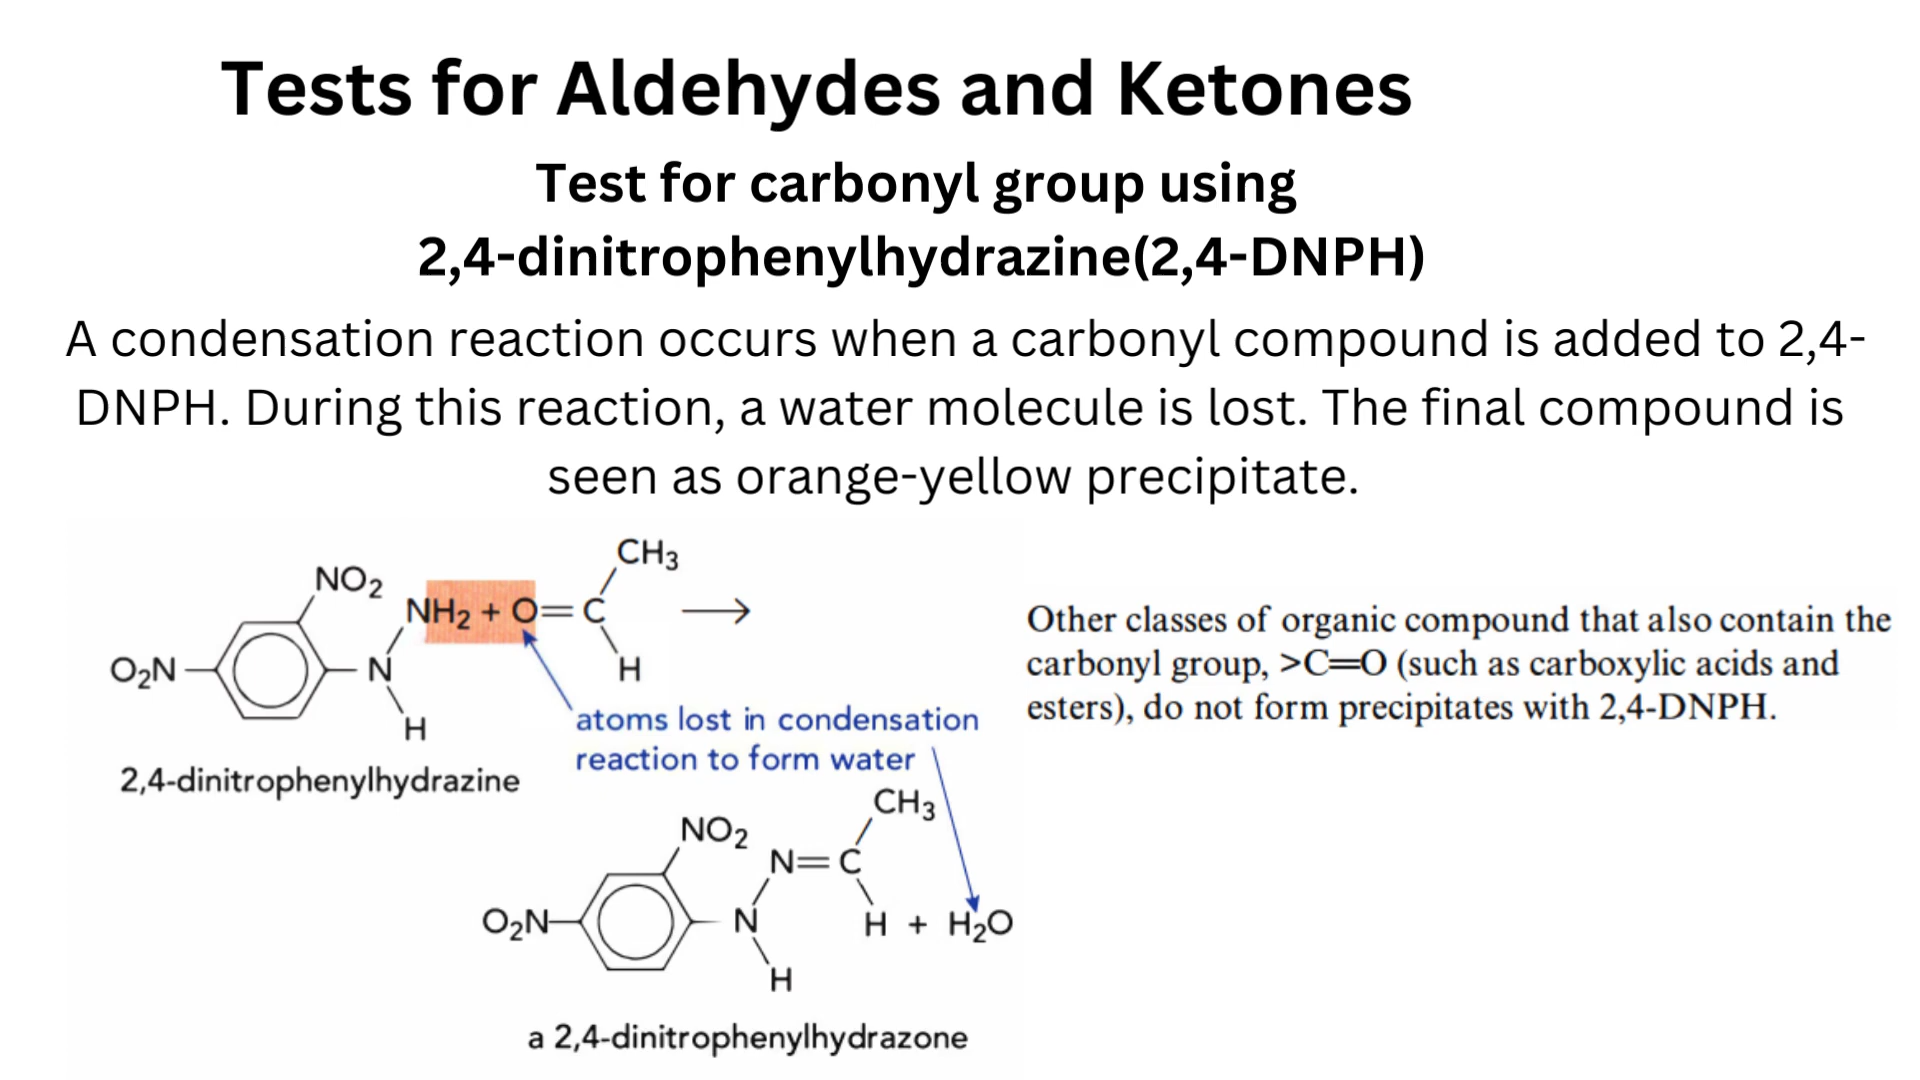 Tests for Aldehydes and Ketones
Test for carbonyl group using
2,4-dinitrophenylhydrazine(2,4-DNPH)
A condensation reaction occurs when a carbonyl compound is added to 2,4-
DNPH. During this reaction, a water molecule is lost. The final compound is
seen as orange-yellow precipitate.
CH₃
NO₂
NH₂ + O=C
O₂N
N
H
H
2,4-dinitrophenylhydrazine
atoms lost in condensation
reaction to form water
Other classes of organic compound that also contain the
carbonyl group, >C=O (such as carboxylic acids and
esters), do not form precipitates with 2,4-DNPH.
CH₃
NO₂
N=C
O₂N
N
H + H₂O
H
a 2,4-dinitrophenylhydrazone